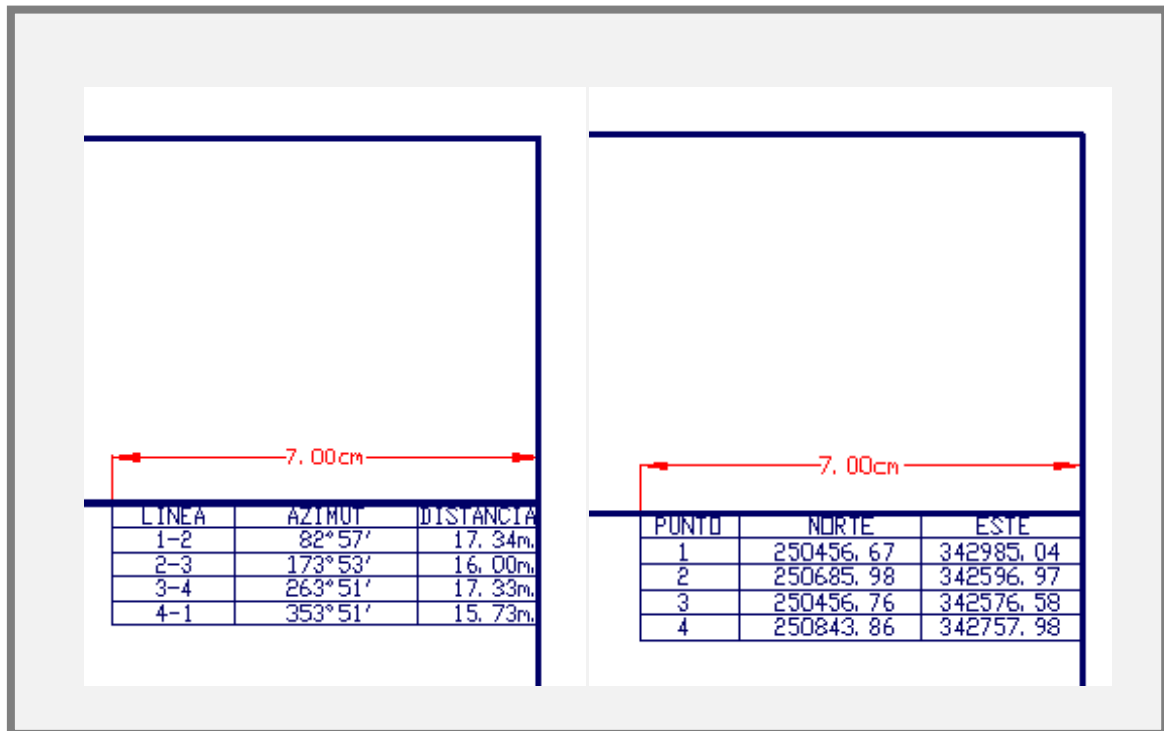 7.00cm
LINEA AZIMUT DISTANCIA
1-2 82°57' 17.34m.
2-3 173°53' 16.00m.
3-4 263°51' 17.33m.
4-1 353°51' 15.73m.
7.00cm
PUNTO NORTE ESTE
1 250456.67 342985.04
2 250685.98 342596.97
3 250456.76 342576.58
4 250843.86 342757.98